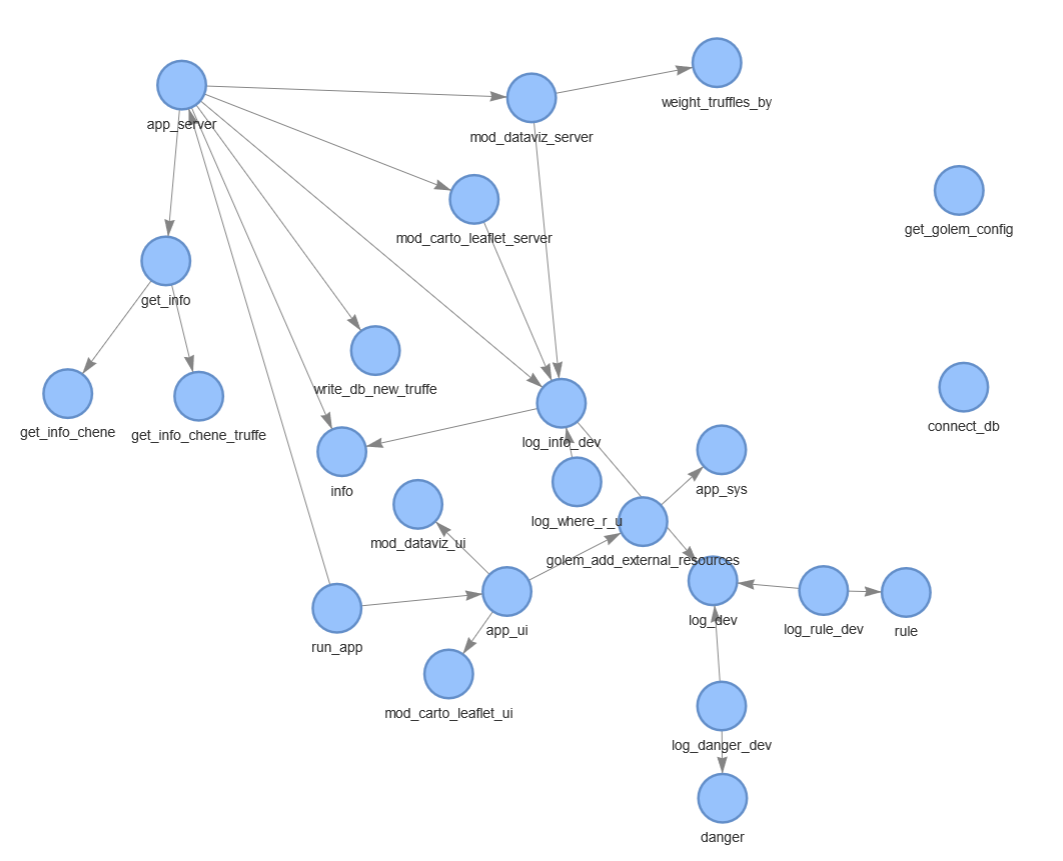 weight_truffles_by
app_server
mod_dataviz_server
get_golem_config
mod_carto_leaflet_server
get_info
write_db_new_truffe
connect_db
get_info_chene
get_info_chene_truffe
log_info_dev
info
app_sys
log_where_r_u
mod_dataviz_ui
golem_add_external_resources
log_dev
log_rule_dev
rule
app_ui
run_app
mod_carto_leaflet_ui
log_danger_dev
danger